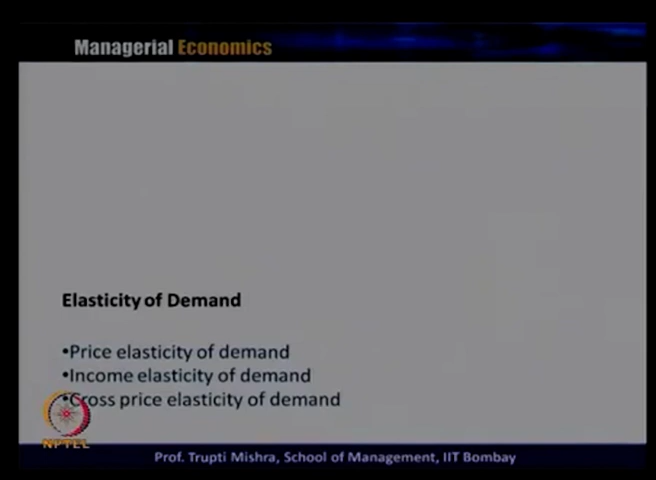 Managerial Economics
Elasticity of Demand
•Price elasticity of demand
•Income elasticity of demand
•Cross price elasticity of demand
NPTEL
Prof. Trupti Mishra, School of Management, IIT Bombay